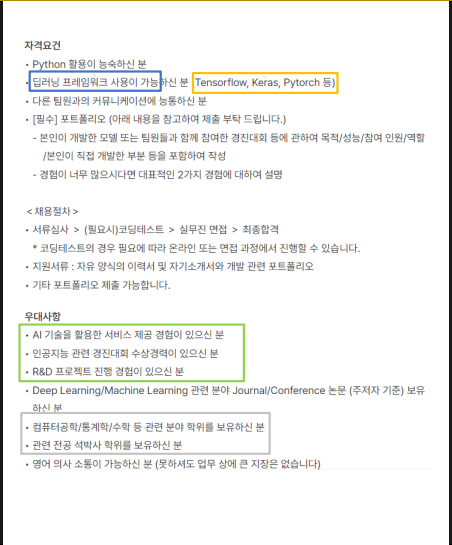 자격요건
• Python 활용이 능숙하신 분
• 딥러닝 프레임워크 사용이 가능하신 분 (Tensorflow, Keras, Pytorch 등)
• 다른 팀원과의 커뮤니케이션에 능통하신 분
• [필수] 포트폴리오 (아래 내용을 참고하여 제출 부탁 드립니다.)
- 본인이 개발한 모델 또는 팀원들과 함께 참여한 경진대회 등에 관하여 목적/성능/참여 인원/역할
/본인이 직접 개발한 부분 등을 포함하여 작성
- 경험이 너무 많으시다면 대표적인 2가지 경험에 대하여 설명
< 채용절차 >
• 서류심사 > (필요시)코딩테스트 > 실무진 면접 > 최종합격
* 코딩테스트의 경우 필요에 따라 온라인 또는 면접 과정에서 진행할 수 있습니다.
• 지원서류 : 자유 양식의 이력서 및 자기소개서와 개발 관련 포트폴리오
• 기타 포트폴리오 제출 가능합니다.
우대사항
• AI 기술을 활용한 서비스 제공 경험이 있으신 분
• 인공지능 관련 경진대회 수상경력이 있으신 분
• R&D 프로젝트 진행 경험이 있으신 분
• Deep Learning/Machine Learning 관련 분야 Journal/Conference 논문 (주저자 기준) 보유
하신 분
• 컴퓨터공학/통계학/수학 등 관련 분야 학위를 보유하신 분
• 관련 전공 석박사 학위를 보유하신 분
• 영어 의사 소통이 가능하신 분 (못하셔도 업무 상에 큰 지장은 없습니다)